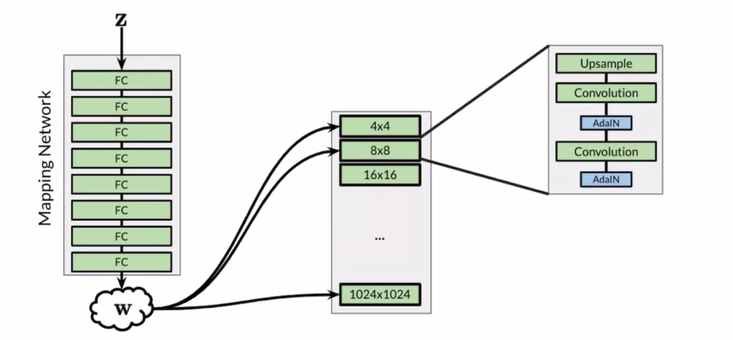 z
Mapping Network
FC
FC
FC
FC
FC
FC
FC
FC
w
4x4
8x8
16x16
...
1024x1024
Upsample
Convolution
AdaIN
Convolution
AdaIN